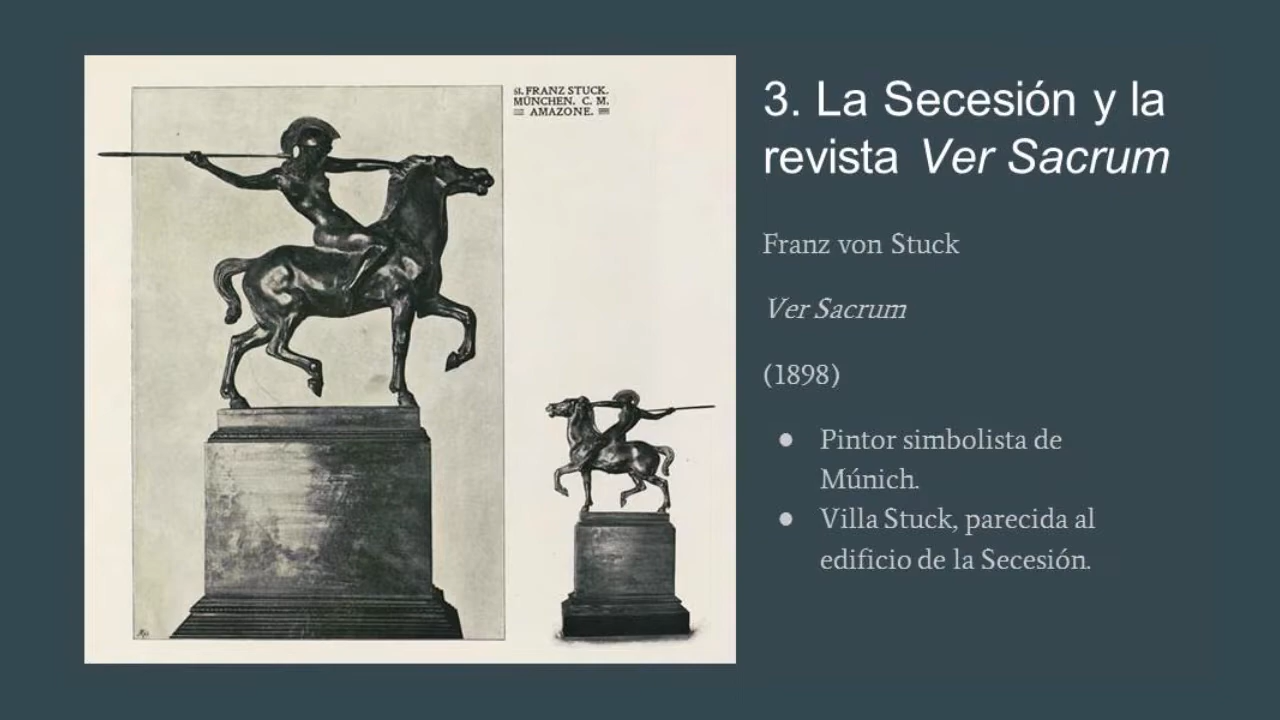 FRANZ STUCK.
MÜNCHEN. C. M.
AMAZONE.
3. La Secesión y la
revista Ver Sacrum
Franz von Stuck
Ver Sacrum
(1898)
● Pintor simbolista de
Múnich.
● Villa Stuck, parecida al
edificio de la Secesión.